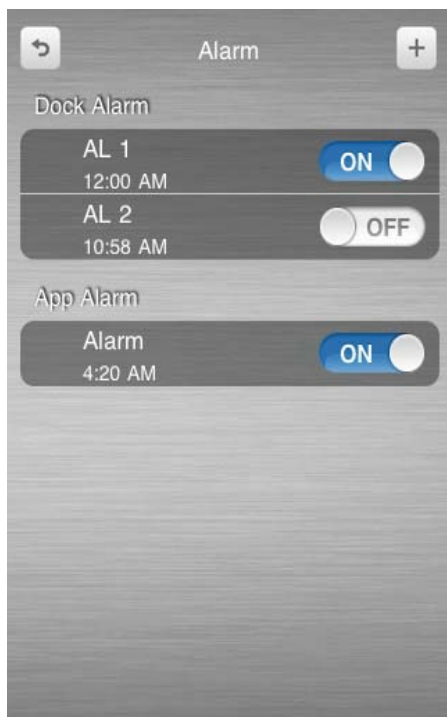 Alarm
Dock Alarm
AL 1
ON
12:00 AM
AL 2
OFF
10:58 AM
App Alarm
Alarm
ON
4:20 AM